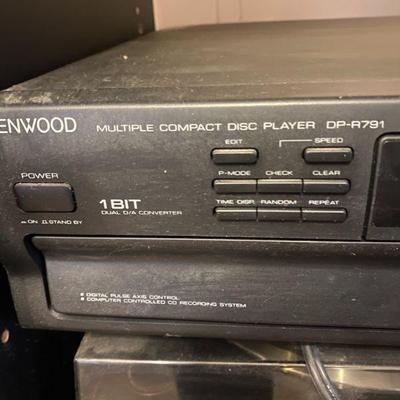 ENWOOD MULTIPLE COMPACT DISC PLAYER DP-R791
EDIT SPEED
POWER P-MODE CHECK CLEAR
1 BIT TIME DISP. RANDOM REPEAT
DUAL D/A CONVERTER
ON STAND BY
DIGITAL PULSE AXIS CONTROL
COMPUTER CONTROLLED CD RECORDING SYSTEM